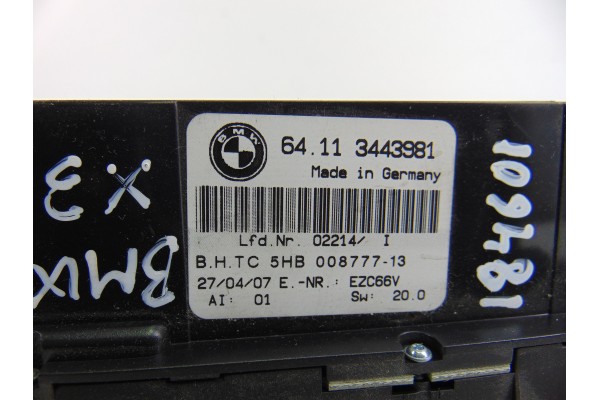 BMW
64.11 3443981
Made in Germany
Lfd.Nr. 02214/ I
B.H.TC 5HB 008777-13
27/04/07 E.-NR.: EZC66V
AI: 01 Sw: 20.0
BMW
X3
109481